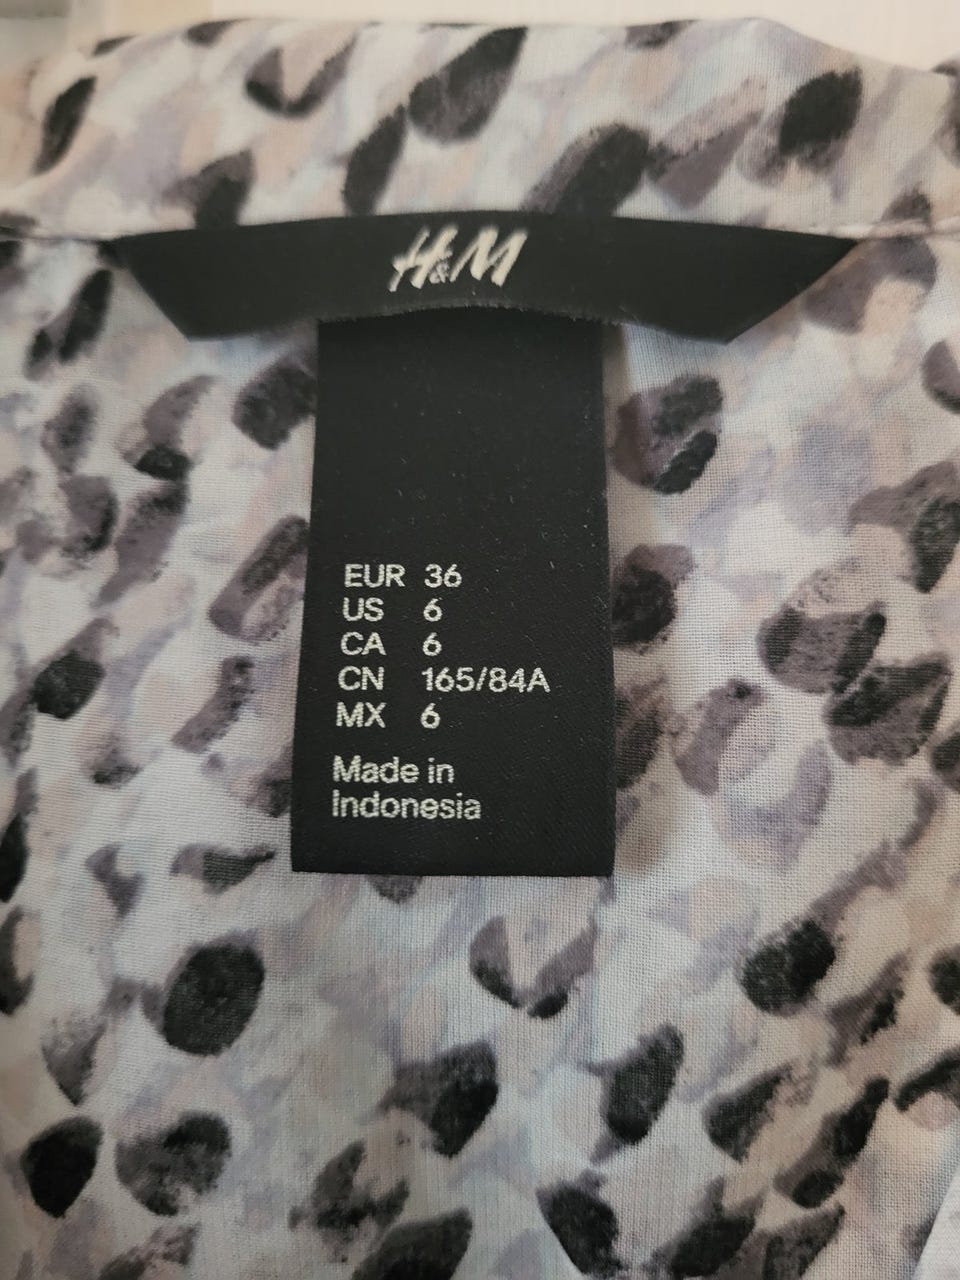 H&M
EUR 36
US 6
CA 6
CN 165/84A
MX 6
Made in
Indonesia